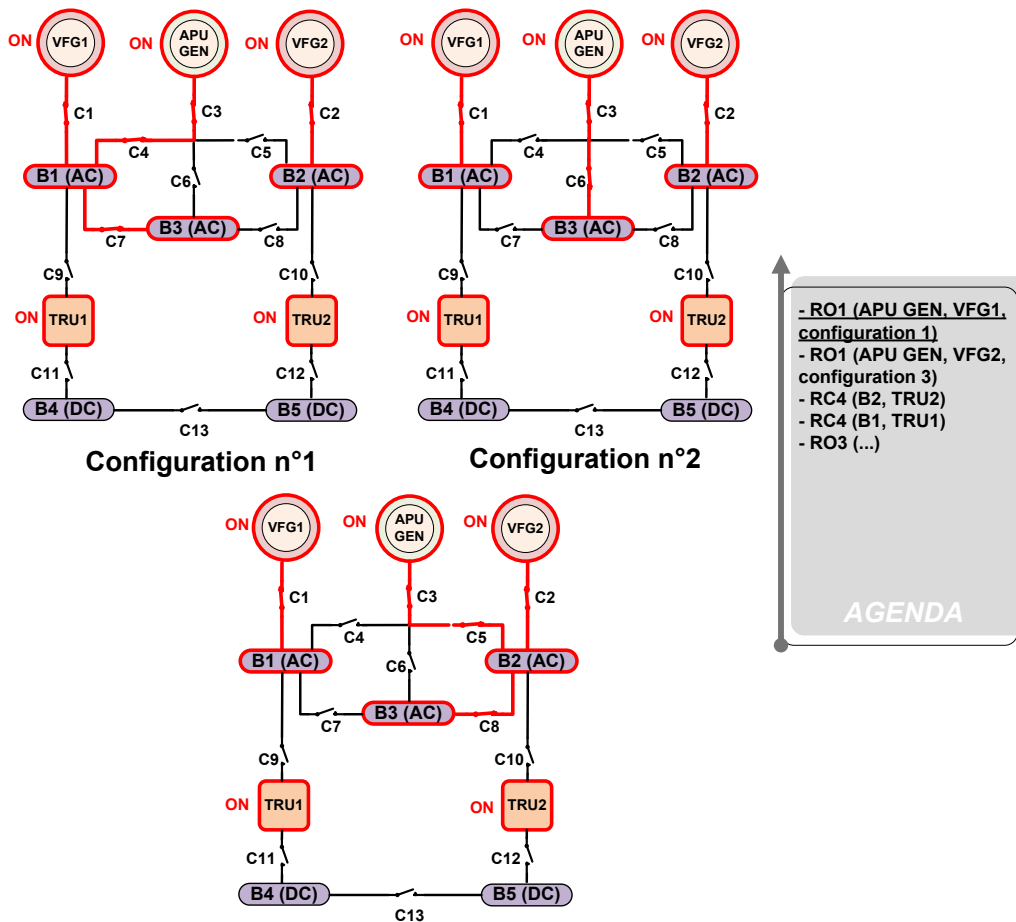 ON VFG1 ON APU GEN ON VFG2
C1 C3 C2
C4 C5
B1 (AC) C6 B2 (AC)
B3 (AC)
C7 C8
C9 C10
ON TRU1 ON TRU2
C11 C12
B4 (DC) B5 (DC)
C13
Configuration n°1
ON VFG1 ON APU GEN ON VFG2
C1 C3 C2
C4 C5
B1 (AC) C6 B2 (AC)
B3 (AC)
C7 C8
C9 C10
ON TRU1 ON TRU2
C11 C12
B4 (DC) B5 (DC)
C13
Configuration n°2
- RO1 (APU GEN, VFG1,
configuration 1)
- RO1 (APU GEN, VFG2,
configuration 3)
- RC4 (B2, TRU2)
- RC4 (B1, TRU1)
- RO3 (...)
AGENDA
ON VFG1 ON APU GEN ON VFG2
C1 C3 C2
C4 C5
B1 (AC) C6 B2 (AC)
B3 (AC)
C7 C8
C9 C10
ON TRU1 ON TRU2
C11 C12
B4 (DC) B5 (DC)
C13